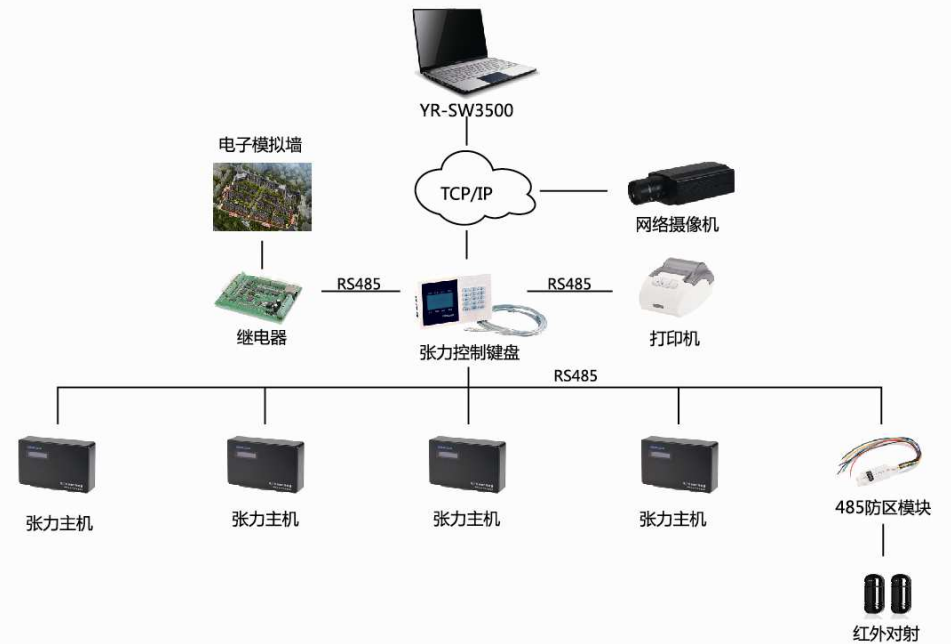 YR-SW3500
电子模拟墙
TCP/IP
网络摄像机
RS485
RS485
继电器
张力控制键盘
打印机
RS485
张力主机
张力主机
张力主机
张力主机
485防区模块
红外对射